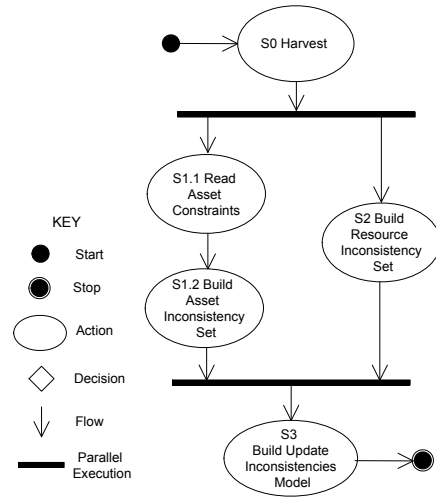 S0 Harvest
S1.1 Read
Asset
Constraints
S2 Build
Resource
Inconsistency
Set
S1.2 Build
Asset
Inconsistency
Set
S3
Build Update
Inconsistencies
Model
KEY
Start
Stop
Action
Decision
Flow
Parallel
Execution